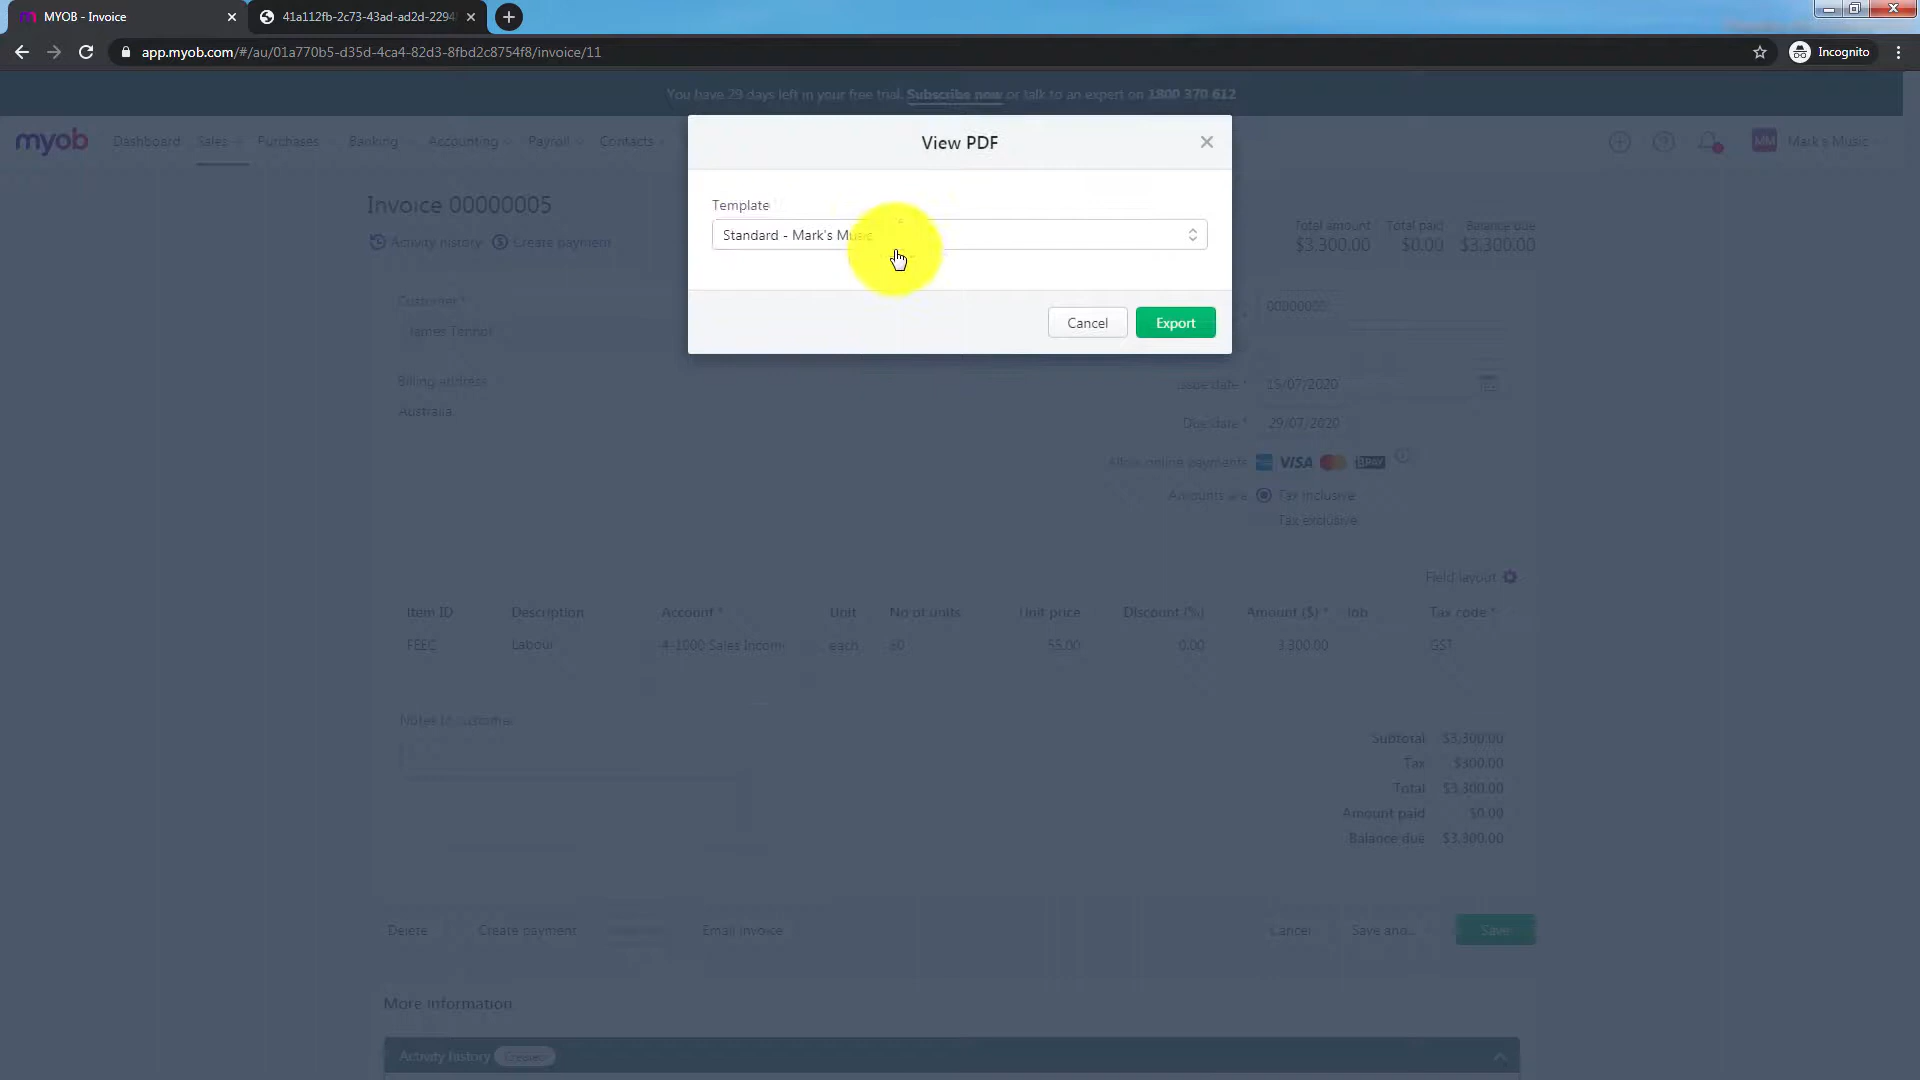 MYOB - Invoice
41a112fb-2c73-43ad-ad2d-2294
app.myob.com/#/au/01a770b5-d35d-4ca4-82d3-8fbd2c8754f8/invoice/11
Incognito
You have 29 days left in your free trial. Subscribe now or talk to an expert on 1800 370 612
myob Dashboard Sales Purchases Banking Accounting Payroll Contacts MM Mark's Music
View PDF
Template
Standard - Mark's Music
Cancel Export
Invoice 00000005
Activity history Create payment
Total amount Total paid Balance due
$3,300.00 $0.00 $3,300.00
Customer *
James Tennor
Billing address
Australia
00000000
Issue date * 15/07/2020
Due date * 29/07/2020
Allow online payments VISA BPAY
Amounts are Tax inclusive
Tax exclusive
Field layout
Item ID Description Account * Unit No of units Unit price Discount (%) Amount ($) * Job Tax code *
FEEC Labour 4-1000 Sales Incom each 60 55.00 0.00 3,300.00 GST
Notes to customer
Subtotal $3,300.00
Tax $300.00
Total $3,300.00
Amount paid $0.00
Balance due $3,300.00
Delete Create payment Email invoice Cancel Save and... Save
More information
Activity history Created